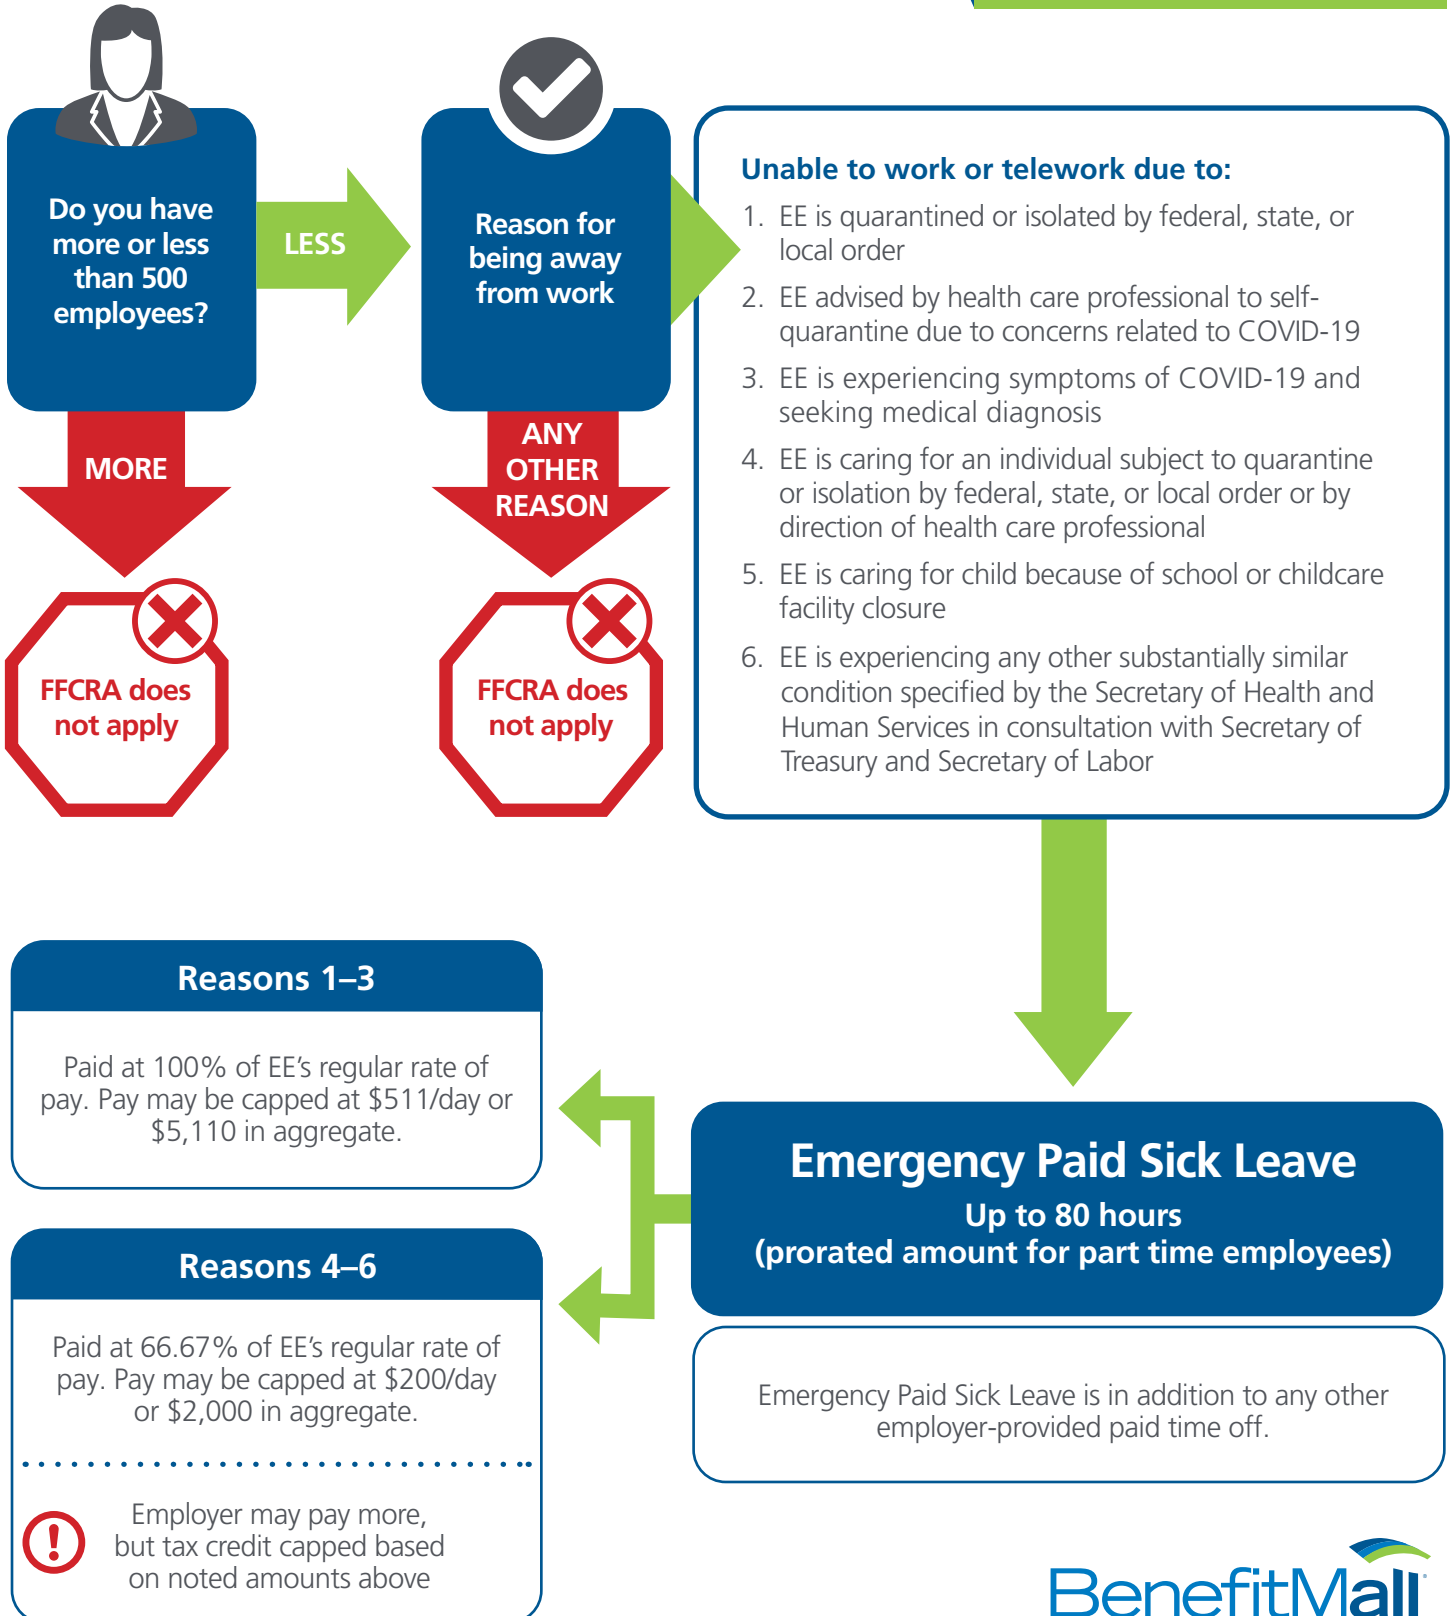 Do you have
more or less
than 500
employees?
LESS
MORE
FFCRA does
not apply
Reason for
being away
from work
ANY
OTHER
REASON
FFCRA does
not apply
Unable to work or telework due to:
1. EE is quarantined or isolated by federal, state, or
local order
2. EE advised by health care professional to self-
quarantine due to concerns related to COVID-19
3. EE is experiencing symptoms of COVID-19 and
seeking medical diagnosis
4. EE is caring for an individual subject to quarantine
or isolation by federal, state, or local order or by
direction of health care professional
5. EE is caring for child because of school or childcare
facility closure
6. EE is experiencing any other substantially similar
condition specified by the Secretary of Health and
Human Services in consultation with Secretary of
Treasury and Secretary of Labor
Emergency Paid Sick Leave
Up to 80 hours
(prorated amount for part time employees)
Emergency Paid Sick Leave is in addition to any other
employer-provided paid time off.
Reasons 1–3
Paid at 100% of EE’s regular rate of
pay. Pay may be capped at $511/day or
$5,110 in aggregate.
Reasons 4–6
Paid at 66.67% of EE’s regular rate of
pay. Pay may be capped at $200/day
or $2,000 in aggregate.
Employer may pay more,
but tax credit capped based
on noted amounts above
BenefitMall